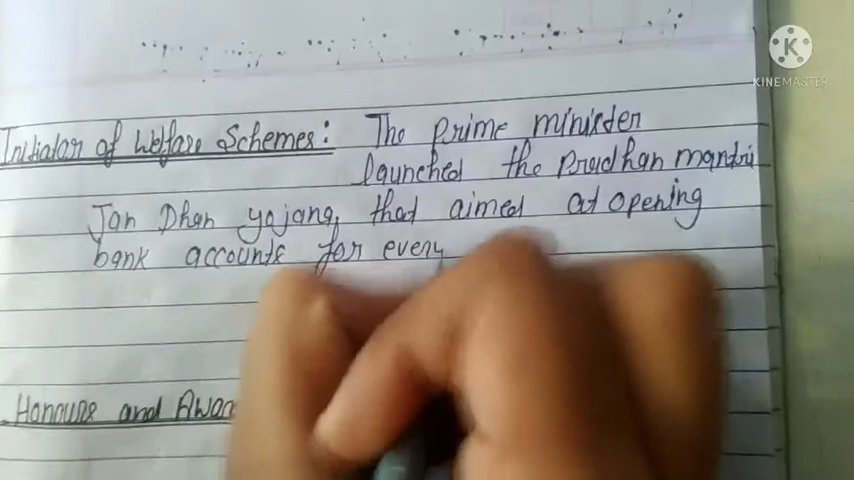 KINEMASTER
Initiator of Welfare Schemes: The prime minister
launched the Pradhan mantri
Jan Dhan yojana, that aimed at opening
bank accounts for every
Honours and